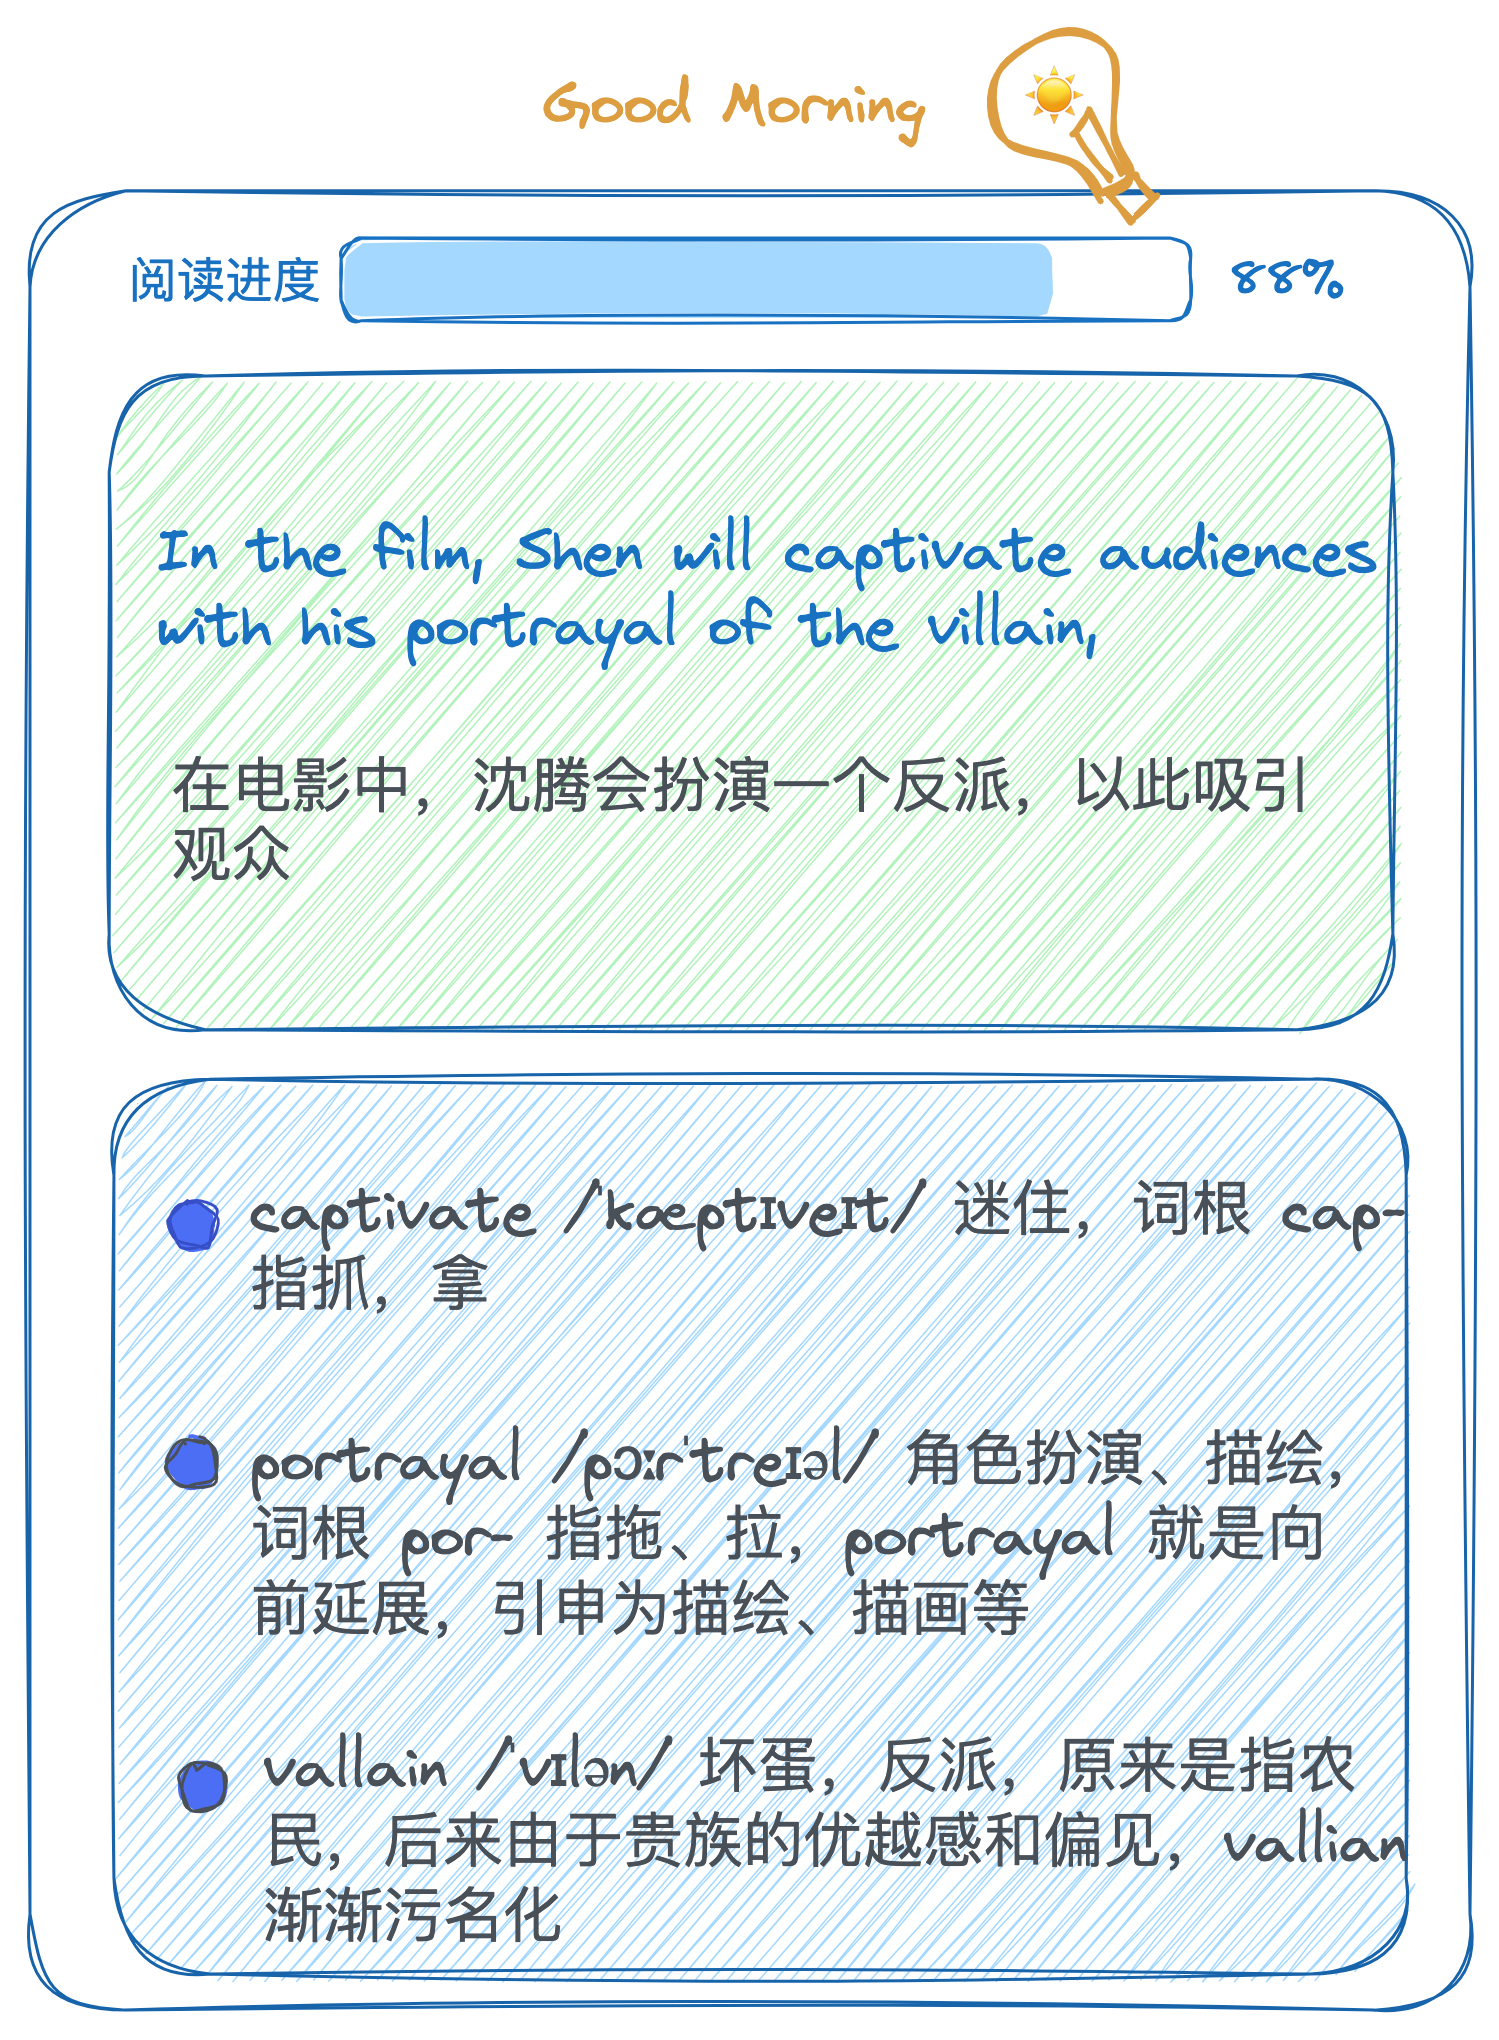 Good Morning
阅读进度 88%
In the film, Shen will captivate audiences
with his portrayal of the villain,
在电影中，沈腾会扮演一个反派，以此吸引
观众
captivate /ˈkæptɪveɪt/ 迷住，词根 cap-
指抓，拿
portrayal /pɔːrˈtreɪəl/ 角色扮演、描绘，
词根 por- 指拖、拉，portrayal 就是向
前延展，引申为描绘、描画等
vallain /ˈvɪlən/ 坏蛋，反派，原来是指农
民，后来由于贵族的优越感和偏见，vallian
渐渐污名化